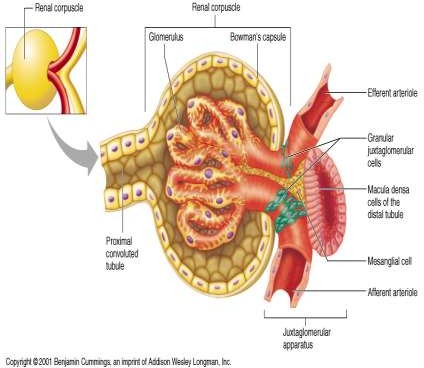 Renal corpuscle
Renal corpuscle
Glomerulus
Bowman's capsule
Efferent arteriole
Granular
juxtaglomerular
cells
Macula densa
cells of the
distal tubule
Proximal
convoluted
tubule
Mesanglial cell
Afferent arteriole
Juxtaglomerular
apparatus
Copyright ©2001 Benjamin Cummings, an imprint of Addison Wesley Longman, Inc.